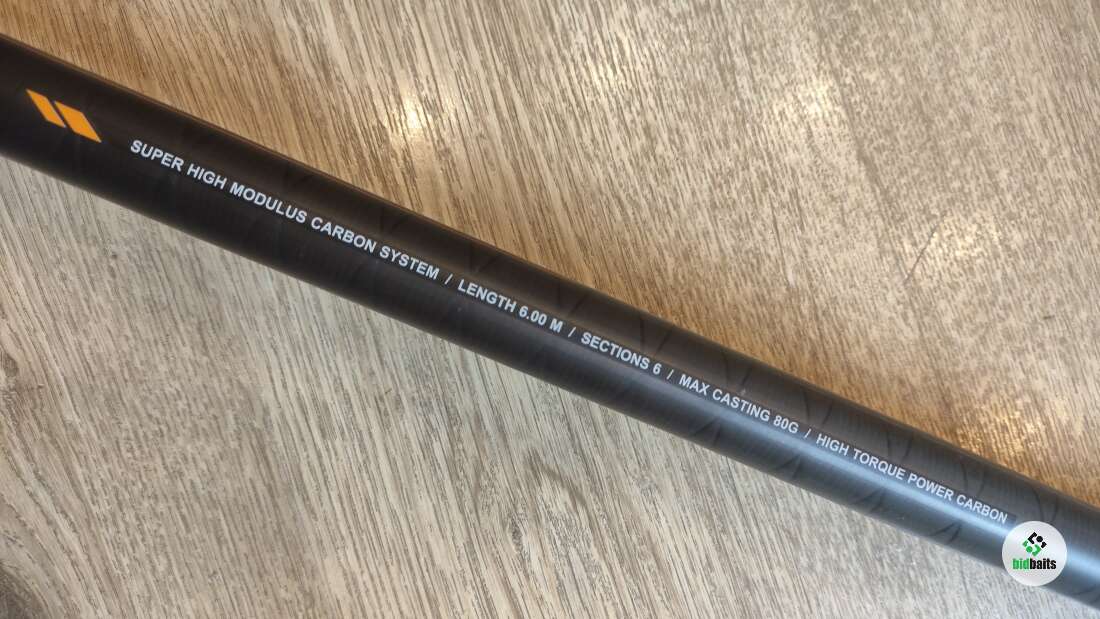 SUPER HIGH MODULUS CARBON SYSTEM / LENGTH 6.00 M / SECTIONS 6 / MAX CASTING 80G / HIGH TORQUE POWER CARBON
bidbaits